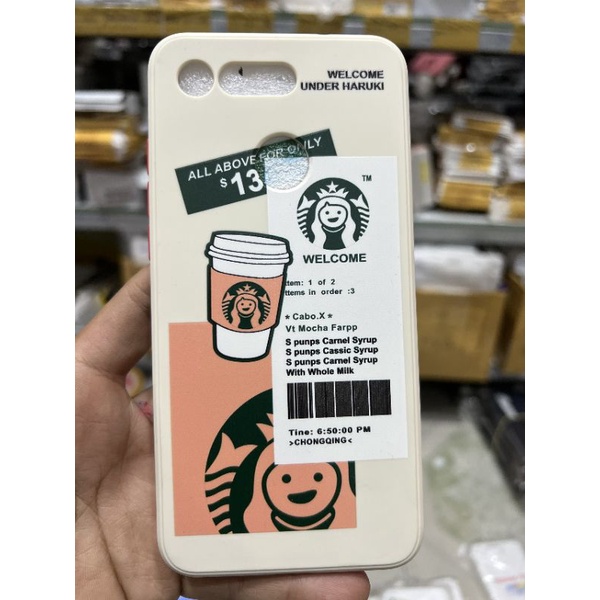 WELCOME
UNDER HARUKI
ALL ABOVE FOR ONLY
$13
TM
WELCOME
Item: 1 of 2
ttems in order :3
* Cabo.X *
Vt Mocha Farpp
S punps Carnel Syrup
S punps Cassic Syrup
S punps Carnel Syrup
With Whole Milk
Tine: 6:50:00 PM
>CHONGQING<